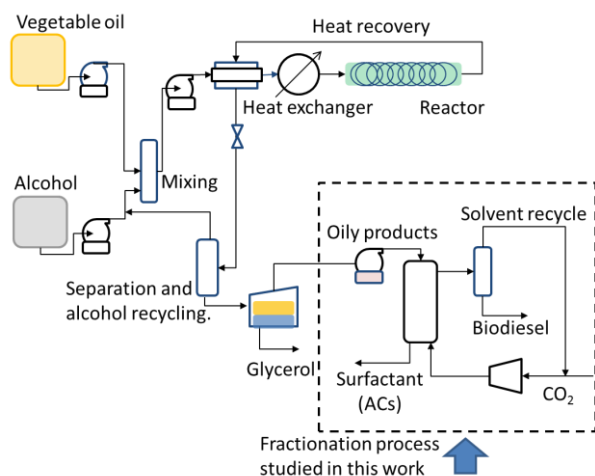 Vegetable oil
Heat recovery
Heat exchanger
Reactor
Alcohol
Mixing
Solvent recycle
Oily products
Separation and
alcohol recycling.
Biodiesel
Glycerol
Surfactant
(ACs)
CO₂
Fractionation process
studied in this work